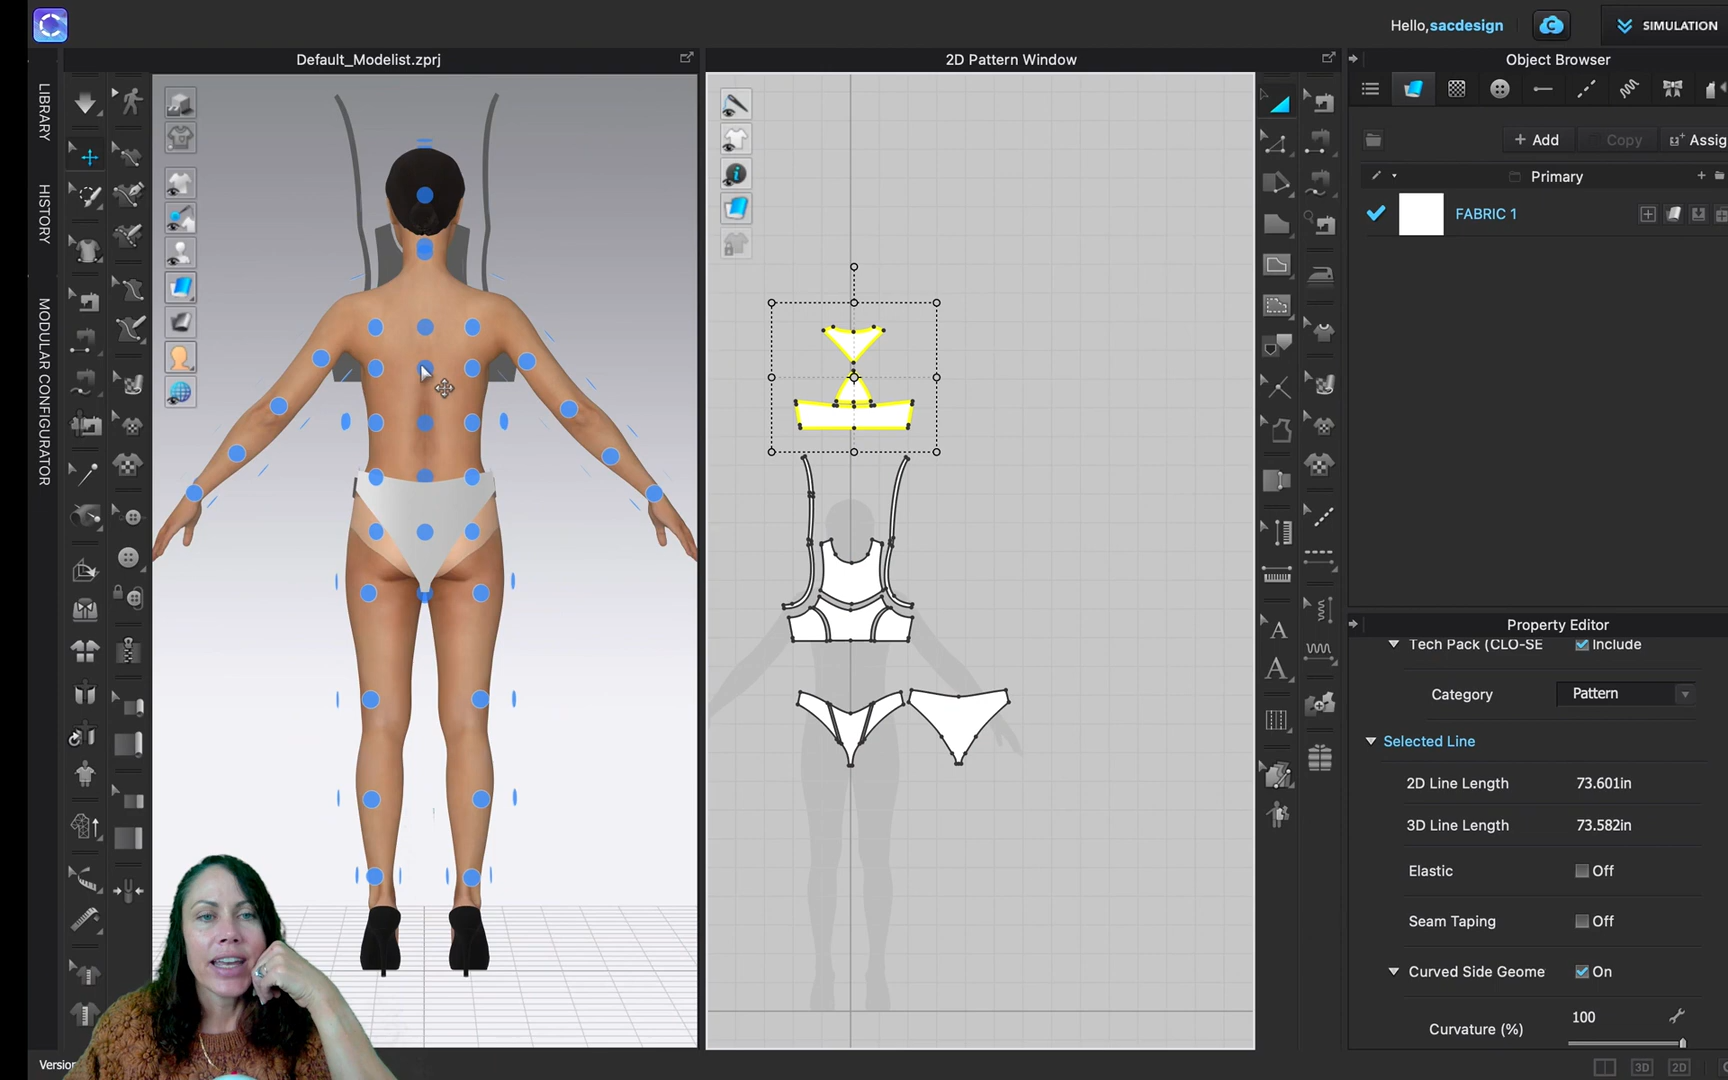 Hello,sacdesign
SIMULATION
Default_Modelist.zprj
2D Pattern Window
Object Browser
LIBRARY
HISTORY
MODULAR CONFIGURATOR
+ Add
Copy
Assig
Primary
FABRIC 1
Property Editor
Tech Pack (CLO-SE
Include
Category
Pattern
Selected Line
2D Line Length
73.601in
3D Line Length
73.582in
Elastic
Off
Seam Taping
Off
Curved Side Geome
On
Curvature (%)
100
Version
3D
2D